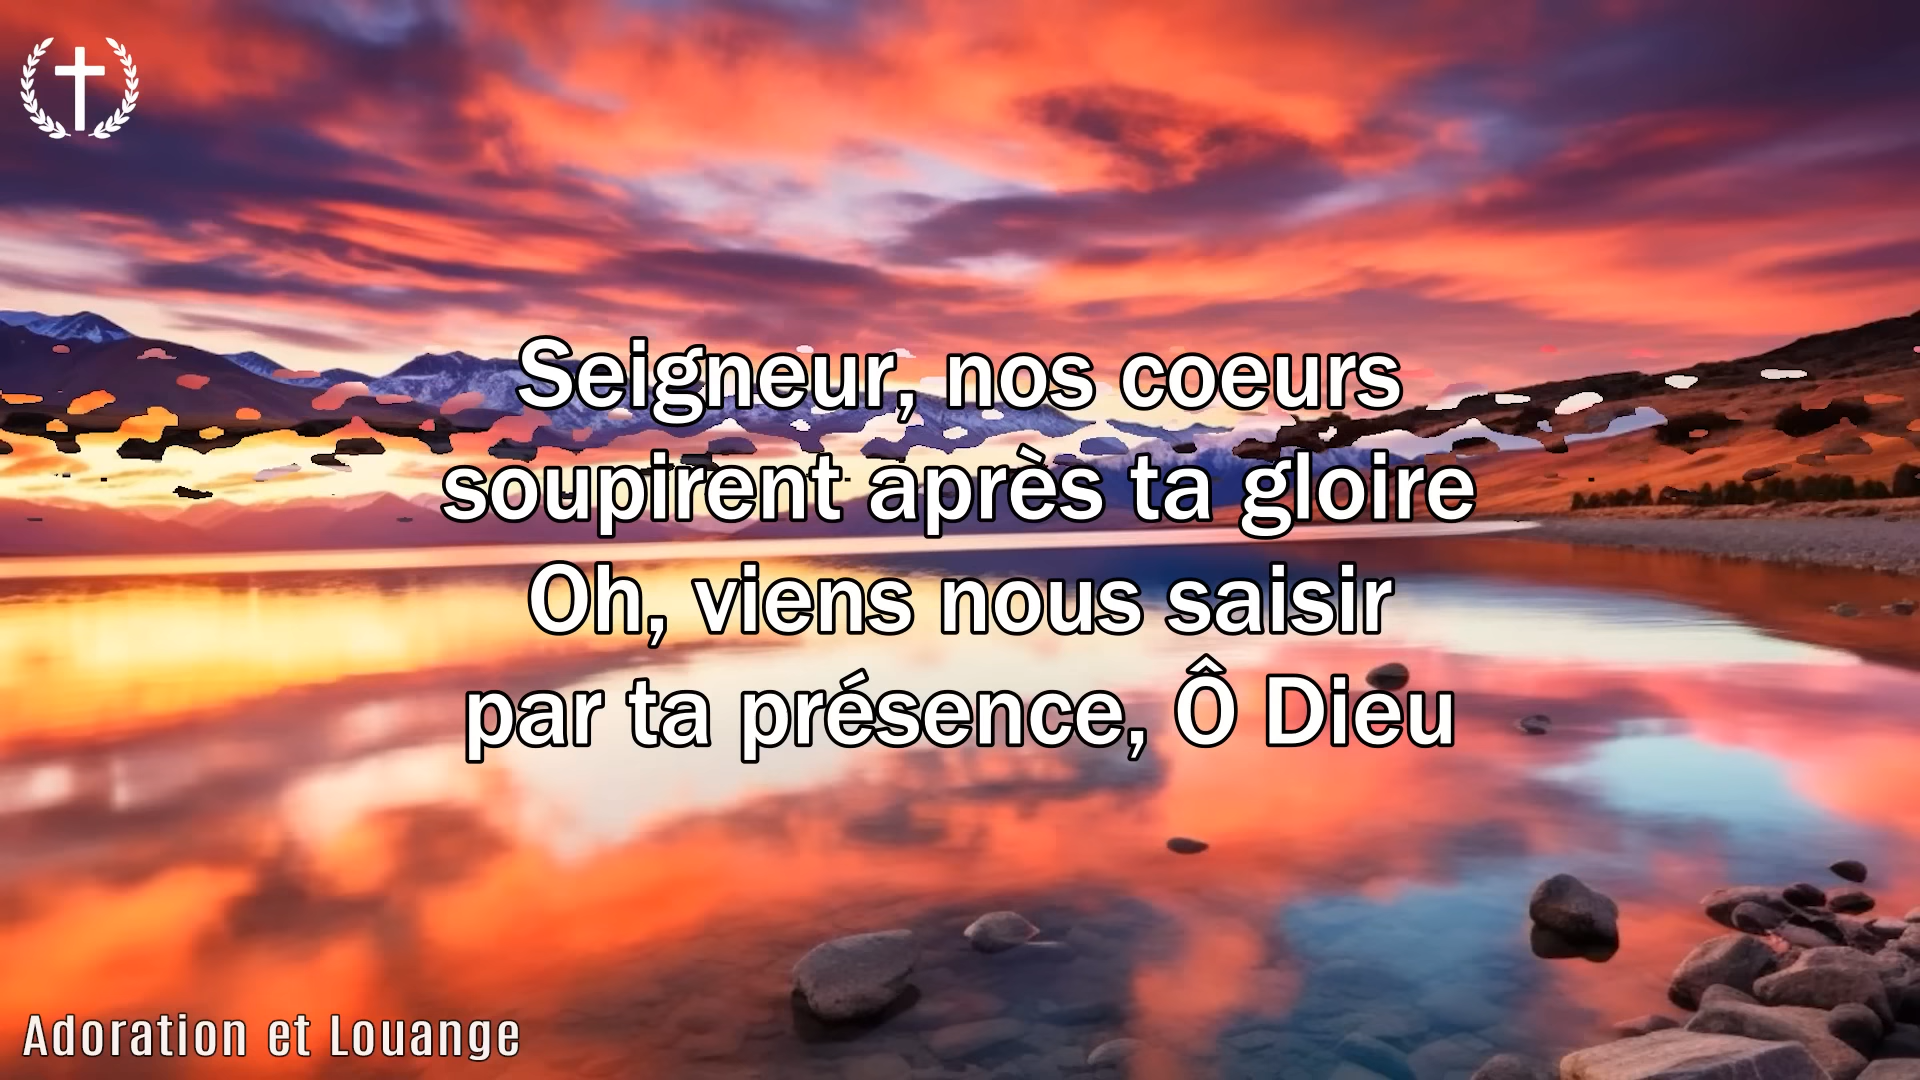 Seigneur, nos coeurs
soupirent après ta gloire
Oh, viens nous saisir
par ta présence, Ô Dieu
Adoration et Louange